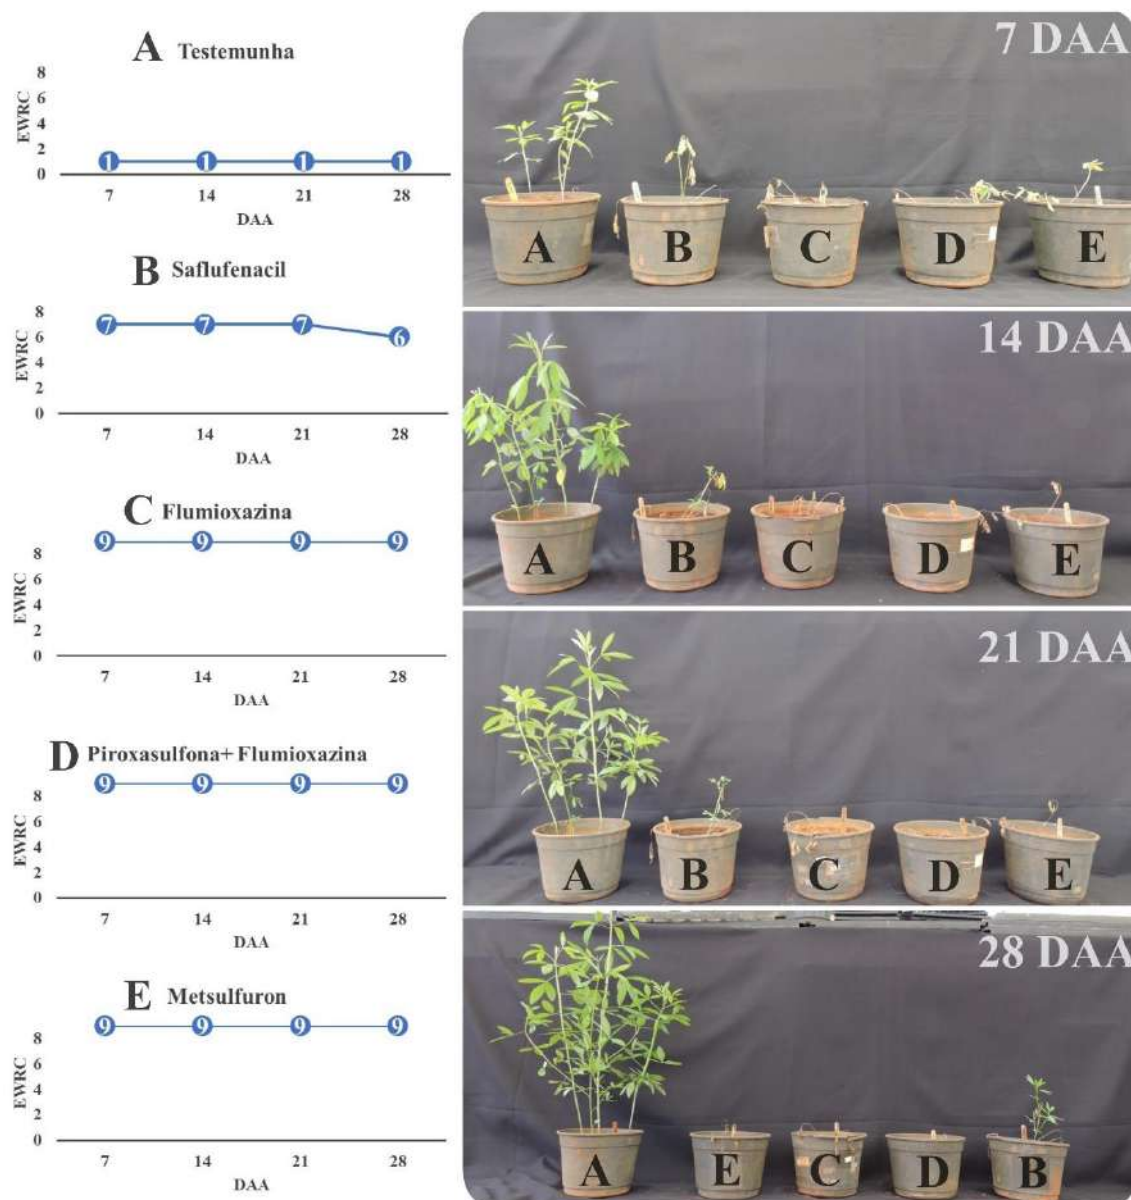 A Testemunha
8
6
4
2
0
EWRC
1 1 1 1
7 14 21 28
DAA
B Saflufenacil
8
6
4
2
0
EWRC
7 7 7 6
7 14 21 28
DAA
C Flumioxazina
8
6
4
2
0
EWRC
9 9 9 9
7 14 21 28
DAA
D Piroxasulfona+ Flumioxazina
8
6
4
2
0
EWRC
9 9 9 9
7 14 21 28
DAA
E Metsulfuron
8
6
4
2
0
EWRC
9 9 9 9
7 14 21 28
DAA
7 DAA
A B C D E
14 DAA
A B C D E
21 DAA
A B C D E
28 DAA
A E C D B